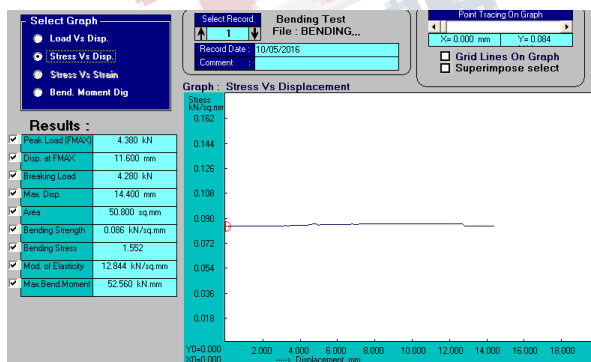 Select Graph
Load Vs Disp.
Stress Vs Disp.
Stress Vs Strain
Bend. Moment Dig
Select Record
1
Bending Test
File : BENDING,,,
Record Date : 10/05/2016
Comment :
Point Tracing On Graph
X= 0.000 mm Y= 0.084
Grid Lines On Graph
Superimpose select
Results :
Peak Load (FMAX) 4.380 kN
Disp. at FMAX 11.600 mm
Breaking Load 4.280 kN
Max. Disp. 14.400 mm
Area 50.800 sq.mm
Bending Strength 0.086 kN/sq.mm
Bending Stress 1.552
Mod. of Elasticity 12.844 kN/sq.mm
Max.Bend.Moment 52.560 kN.mm
Graph : Stress Vs Displacement
Stress
kN/sq.mm
0.162
0.144
0.126
0.108
0.090
0.072
0.054
0.036
0.018
Y0=0.000
X0=0.000
2.000 4.000 6.000 8.000 10.000 12.000 14.000 16.000 18.000
----> Displacement mm